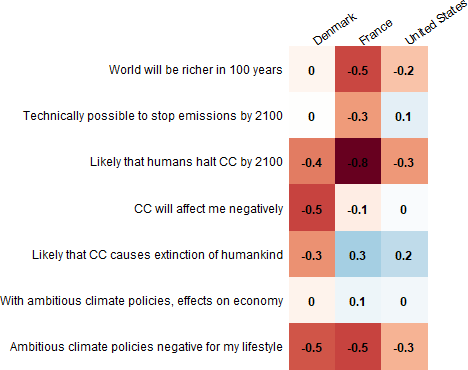 Denmark France United States
World will be richer in 100 years 0 -0.5 -0.2
Technically possible to stop emissions by 2100 0 -0.3 0.1
Likely that humans halt CC by 2100 -0.4 -0.8 -0.3
CC will affect me negatively -0.5 -0.1 0
Likely that CC causes extinction of humankind -0.3 0.3 0.2
With ambitious climate policies, effects on economy 0 0.1 0
Ambitious climate policies negative for my lifestyle -0.5 -0.5 -0.3